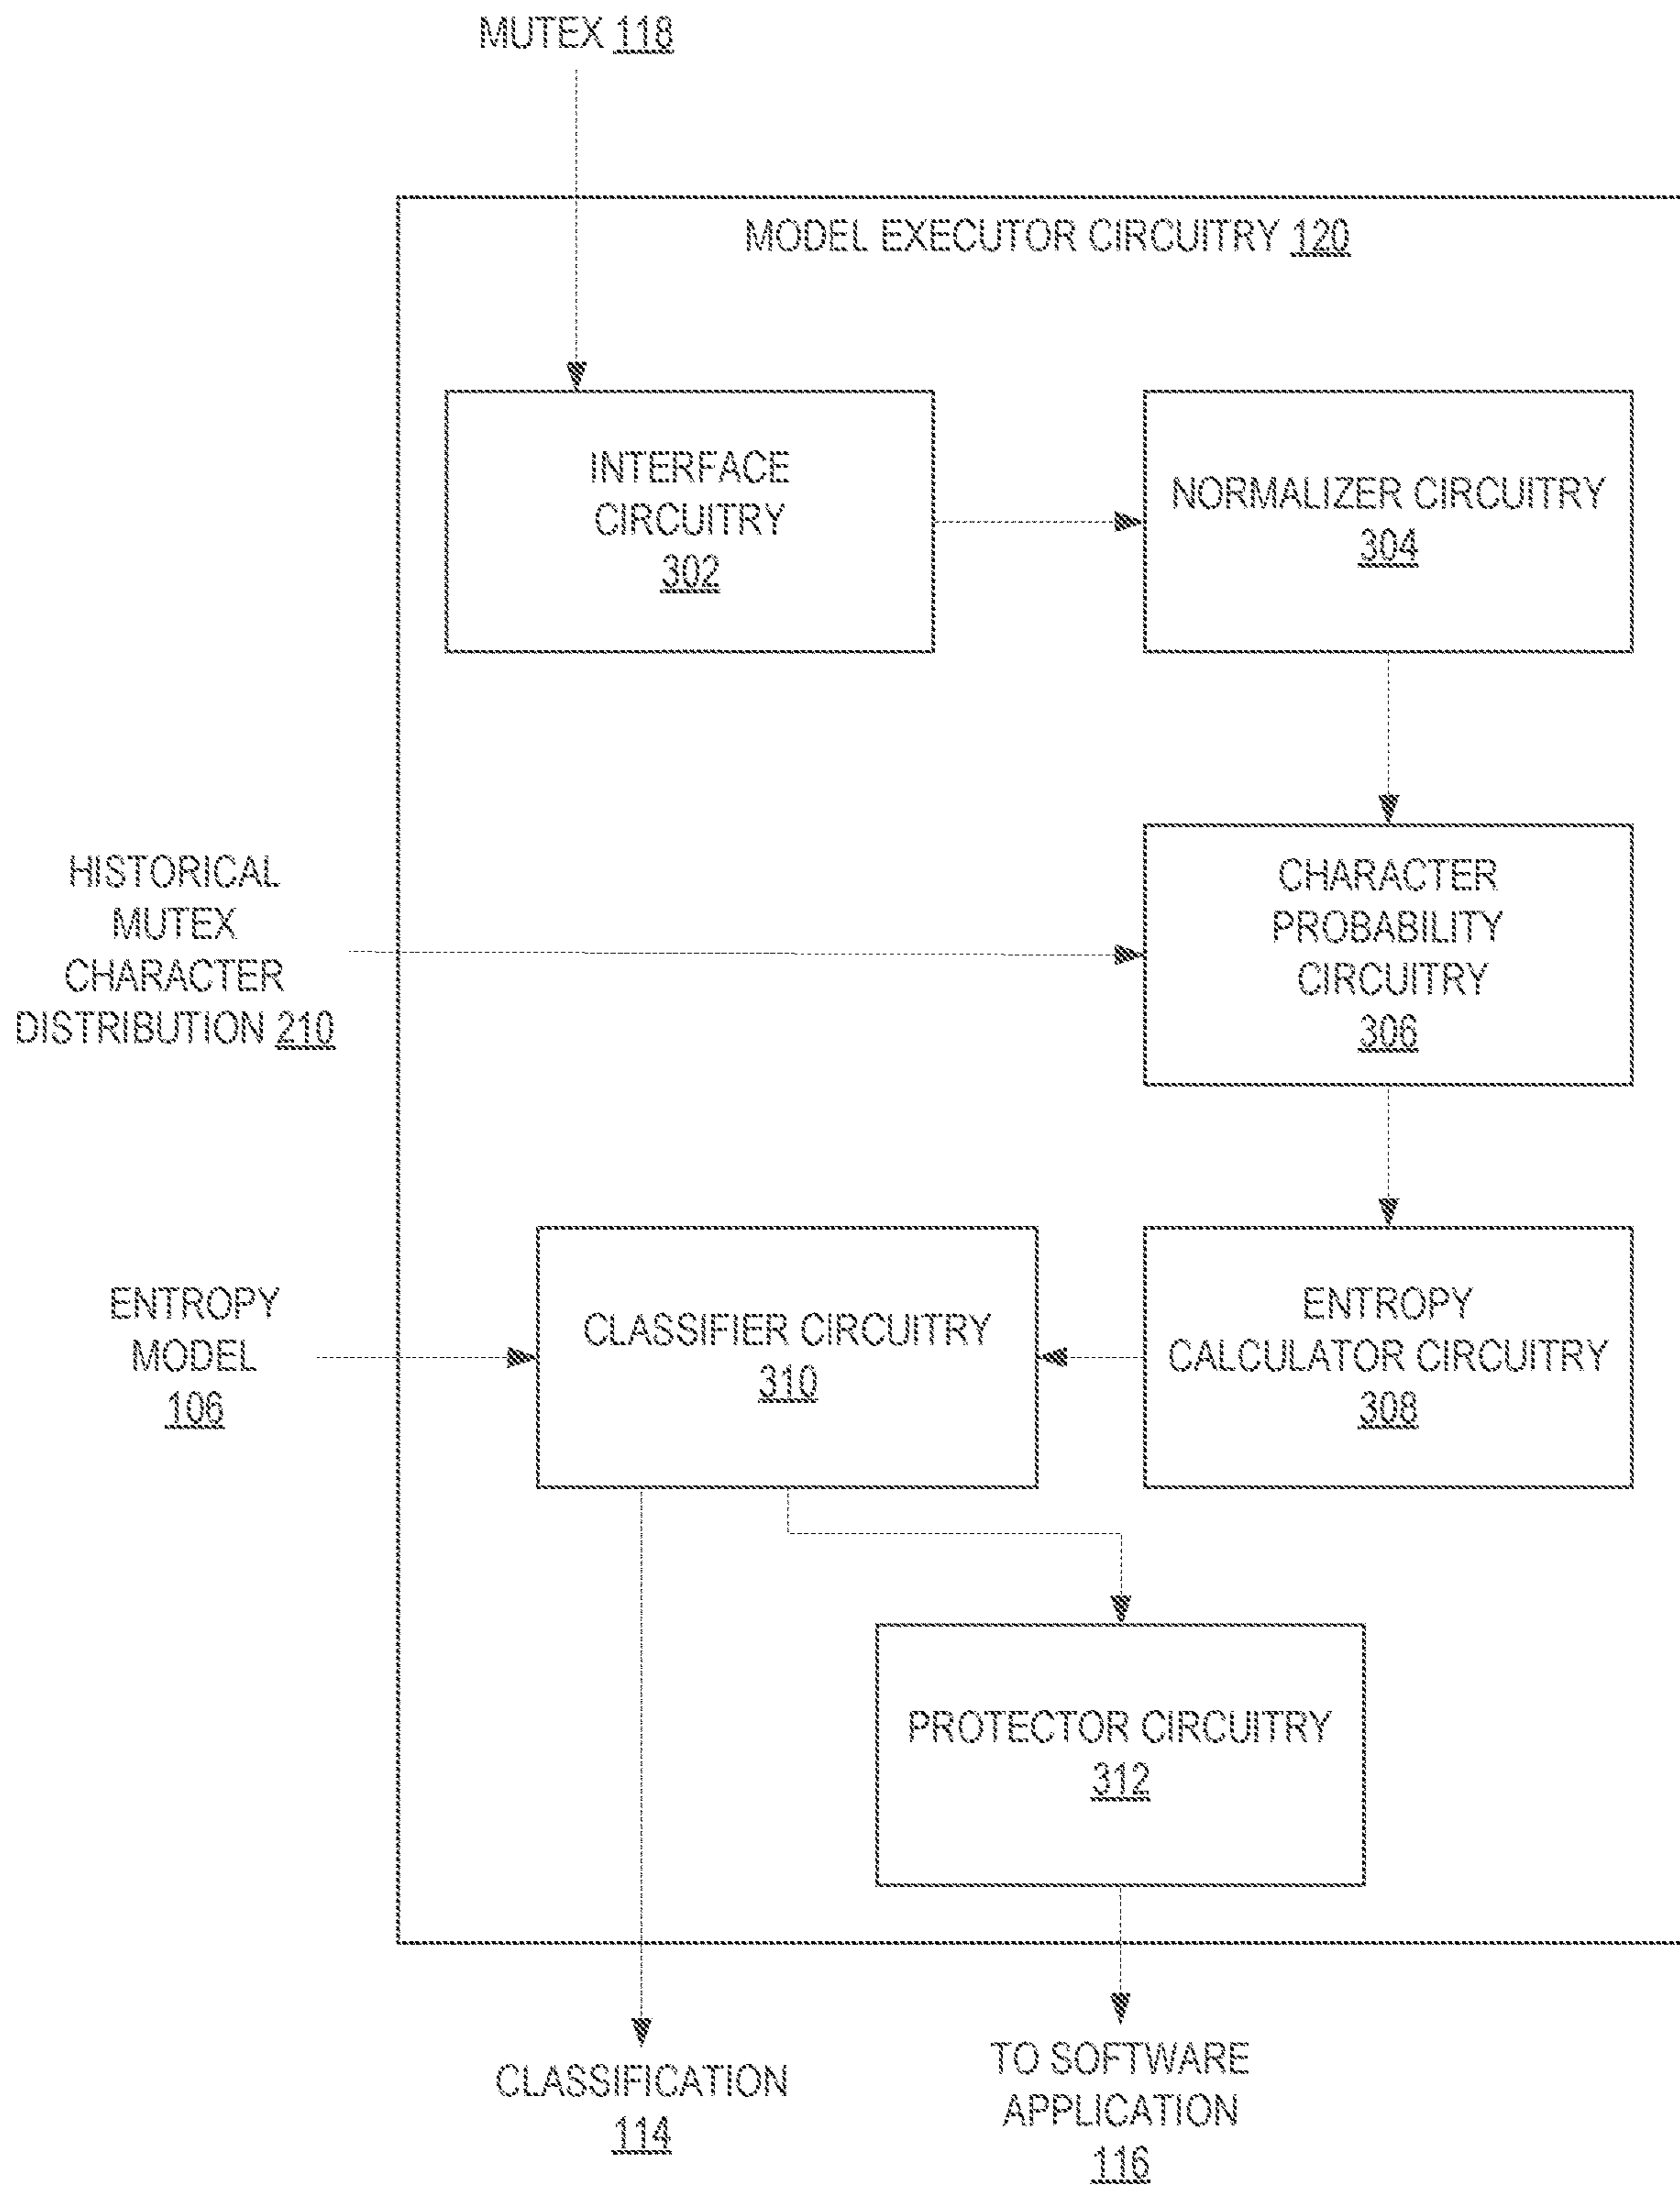 MUTEX 118
MODEL EXECUTOR CIRCUITRY 120
INTERFACE
CIRCUITRY
302
NORMALIZER CIRCUITRY
304
HISTORICAL
MUTEX
CHARACTER
DISTRIBUTION 210
CHARACTER
PROBABILITY
CIRCUITRY
306
ENTROPY
MODEL
106
CLASSIFIER CIRCUITRY
310
ENTROPY
CALCULATOR CIRCUITRY
308
PROTECTOR CIRCUITRY
312
CLASSIFICATION
114
TO SOFTWARE
APPLICATION
116